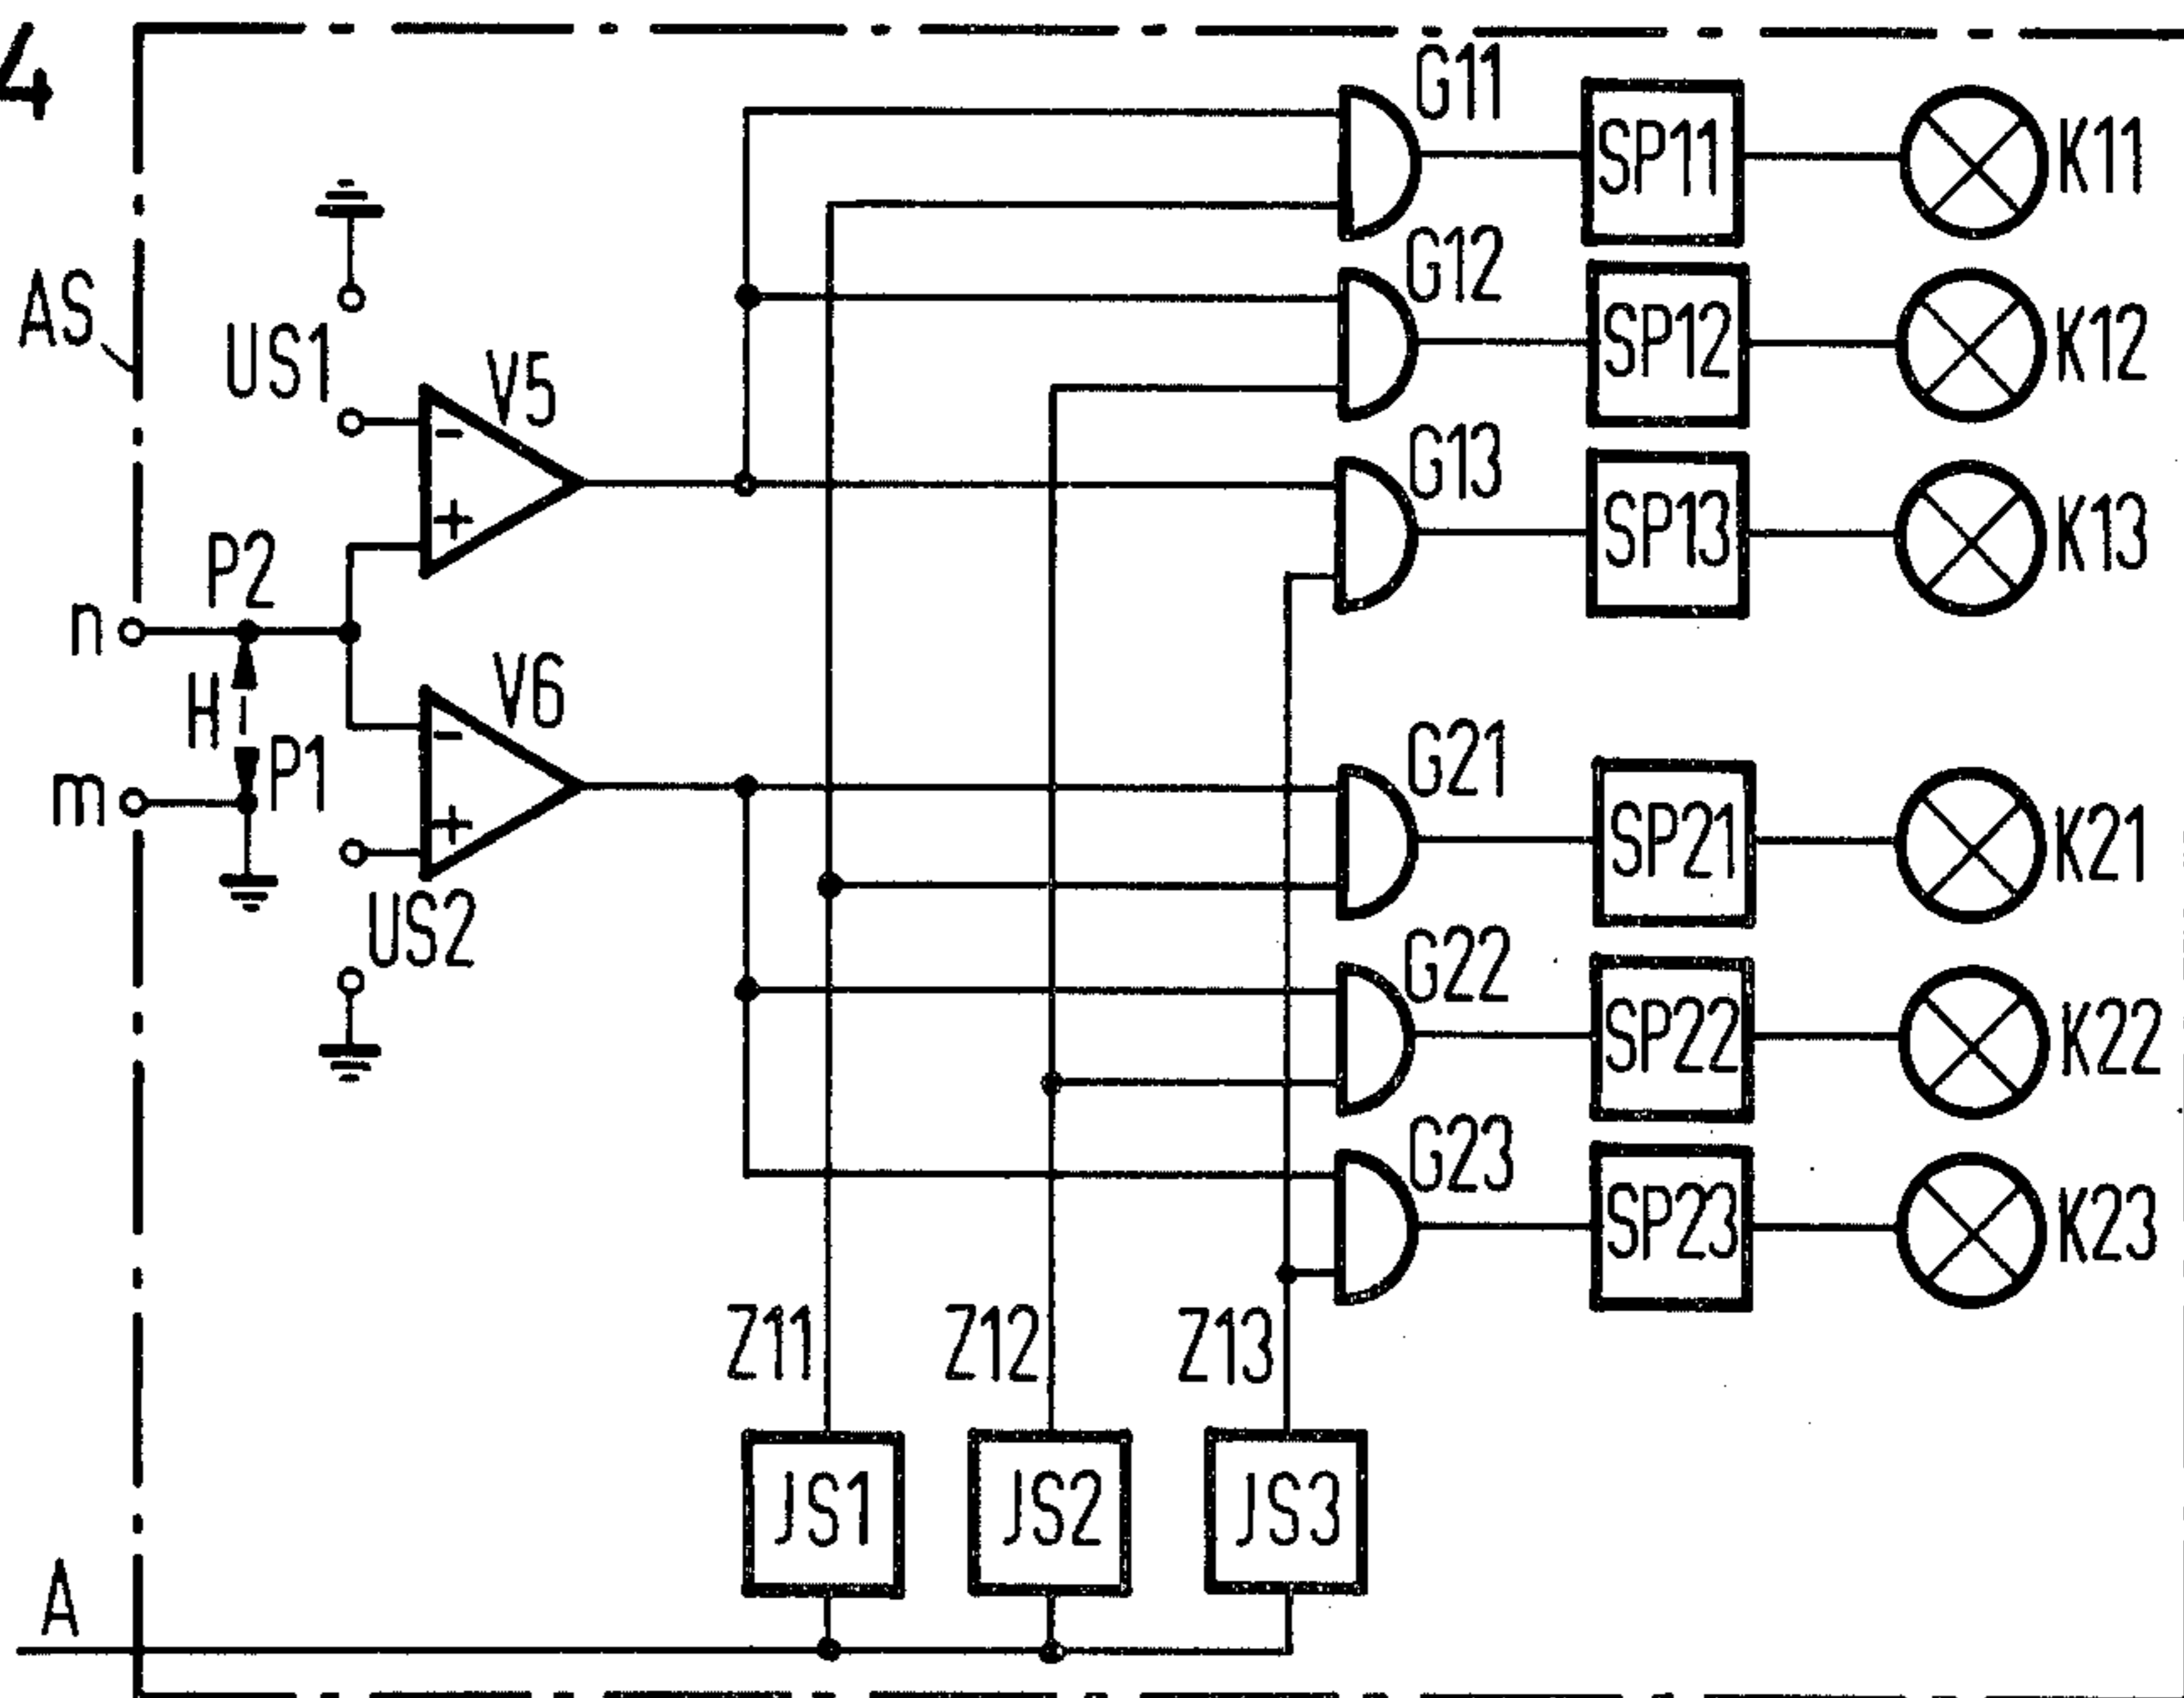 4
G11
SP11
K11
AS
G12
SP12
K12
US1
V5
-
+
G13
SP13
K13
P2
n
H
V6
-
+
G21
SP21
K21
m
P1
US2
G22
SP22
K22
G23
SP23
K23
Z11
Z12
Z13
JS1
JS2
JS3
A